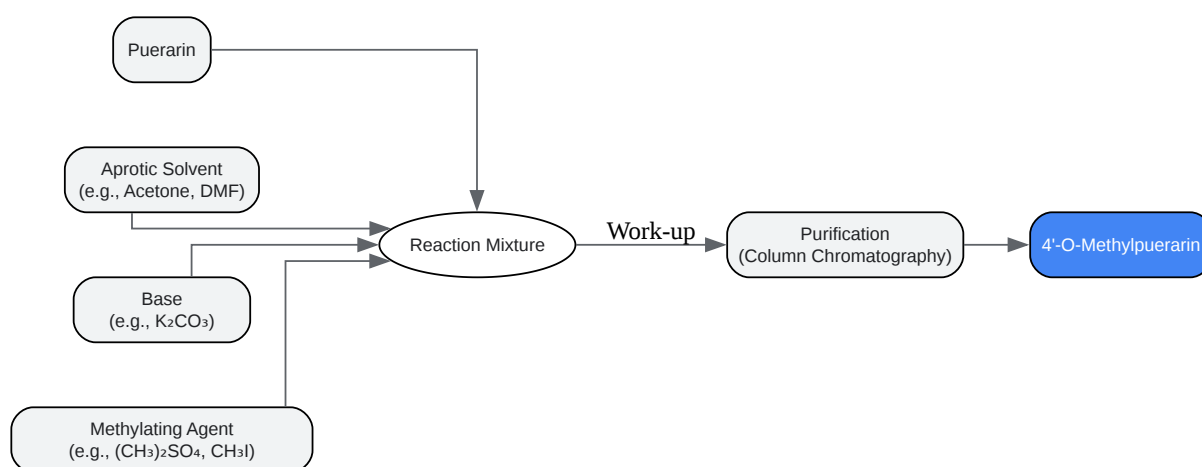 Puerarin
Aprotic Solvent
(e.g., Acetone, DMF)
Base
(e.g., K₂CO₃)
Methylating Agent
(e.g., (CH₃)₂SO₄, CH₃I)
Reaction Mixture
Work-up
Purification
(Column Chromatography)
4'-O-Methylpuerarin